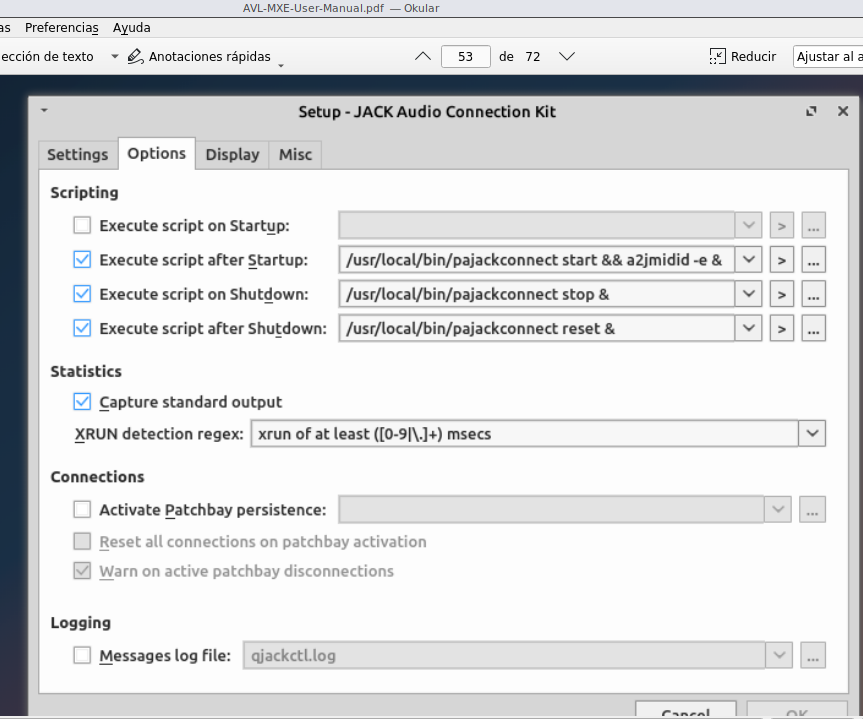 AVL-MXE-User-Manual.pdf — Okular
as Preferencias Ayuda
ección de texto Anotaciones rápidas 53 de 72 Reducir Ajustar al a
Setup - JACK Audio Connection Kit
Settings Options Display Misc
Scripting
Execute script on Startup: > ...
Execute script after Startup: /usr/local/bin/pajackconnect start && a2jmidid -e & > ...
Execute script on Shutdown: /usr/local/bin/pajackconnect stop & > ...
Execute script after Shutdown: /usr/local/bin/pajackconnect reset & > ...
Statistics
Capture standard output
XRUN detection regex: xrun of at least ([0-9|\.]+) msecs
Connections
Activate Patchbay persistence: ...
Reset all connections on patchbay activation
Warn on active patchbay disconnections
Logging
Messages log file: qjackctl.log ...
Cancel OK